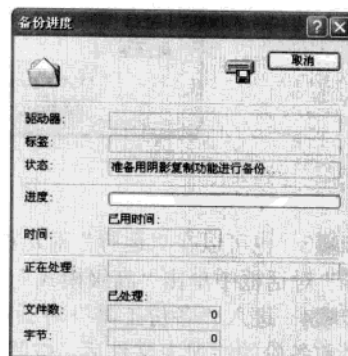 备份进度
取消
驱动器:
标签:
状态: 准备用阴影复制功能进行备份..
进度:
已用时间:
时间:
正在处理:
已处理:
文件数: 0
字节: 0